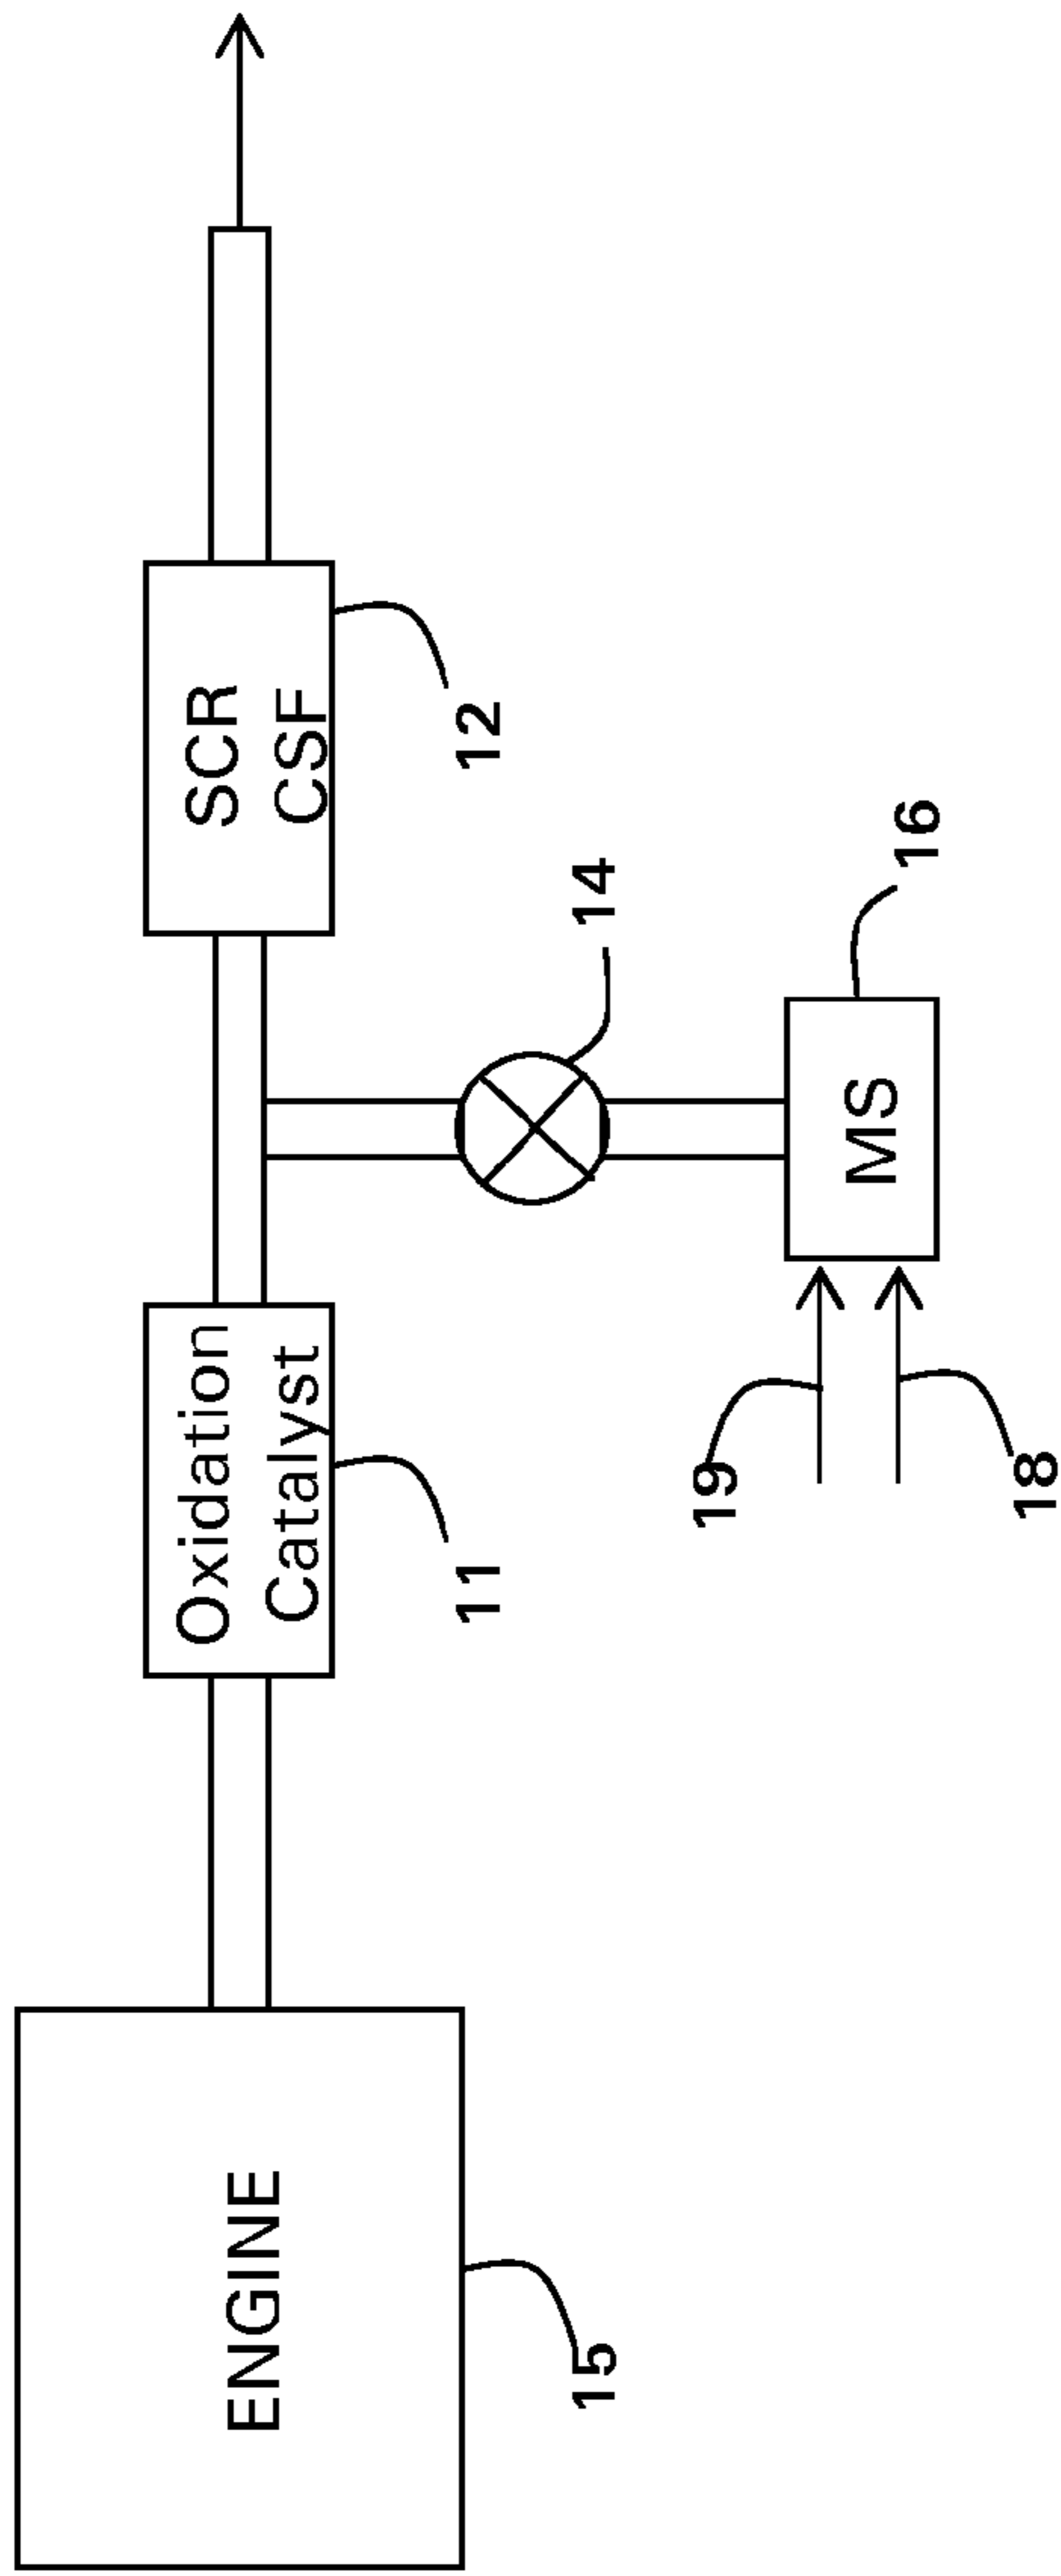 ENGINE
15
Oxidation
Catalyst
11
SCR
CSF
12
14
MS
16
19
18